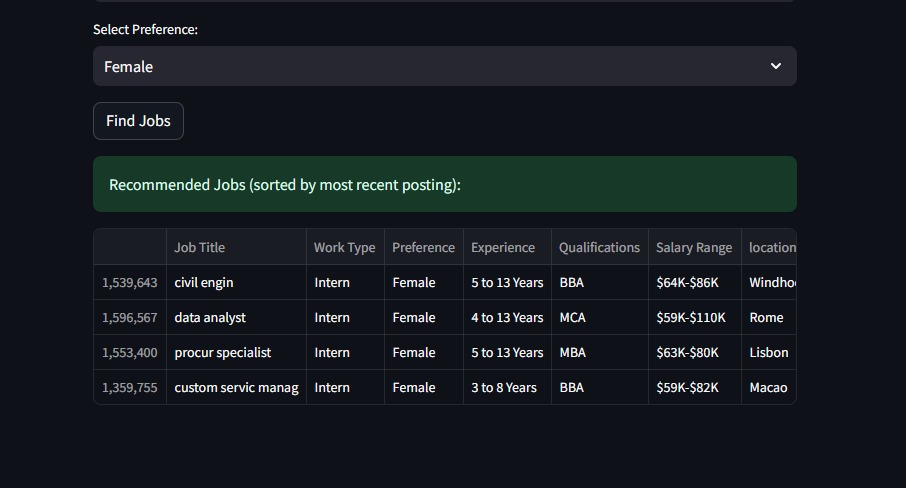 Select Preference:
Female
Find Jobs
Recommended Jobs (sorted by most recent posting):
Job Title Work Type Preference Experience Qualifications Salary Range location
1,539,643 civil engin Intern Female 5 to 13 Years BBA $64K-$86K Windho
1,596,567 data analyst Intern Female 4 to 13 Years MCA $59K-$110K Rome
1,553,400 procur specialist Intern Female 5 to 13 Years MBA $63K-$80K Lisbon
1,359,755 custom servic manag Intern Female 3 to 8 Years BBA $59K-$82K Macao